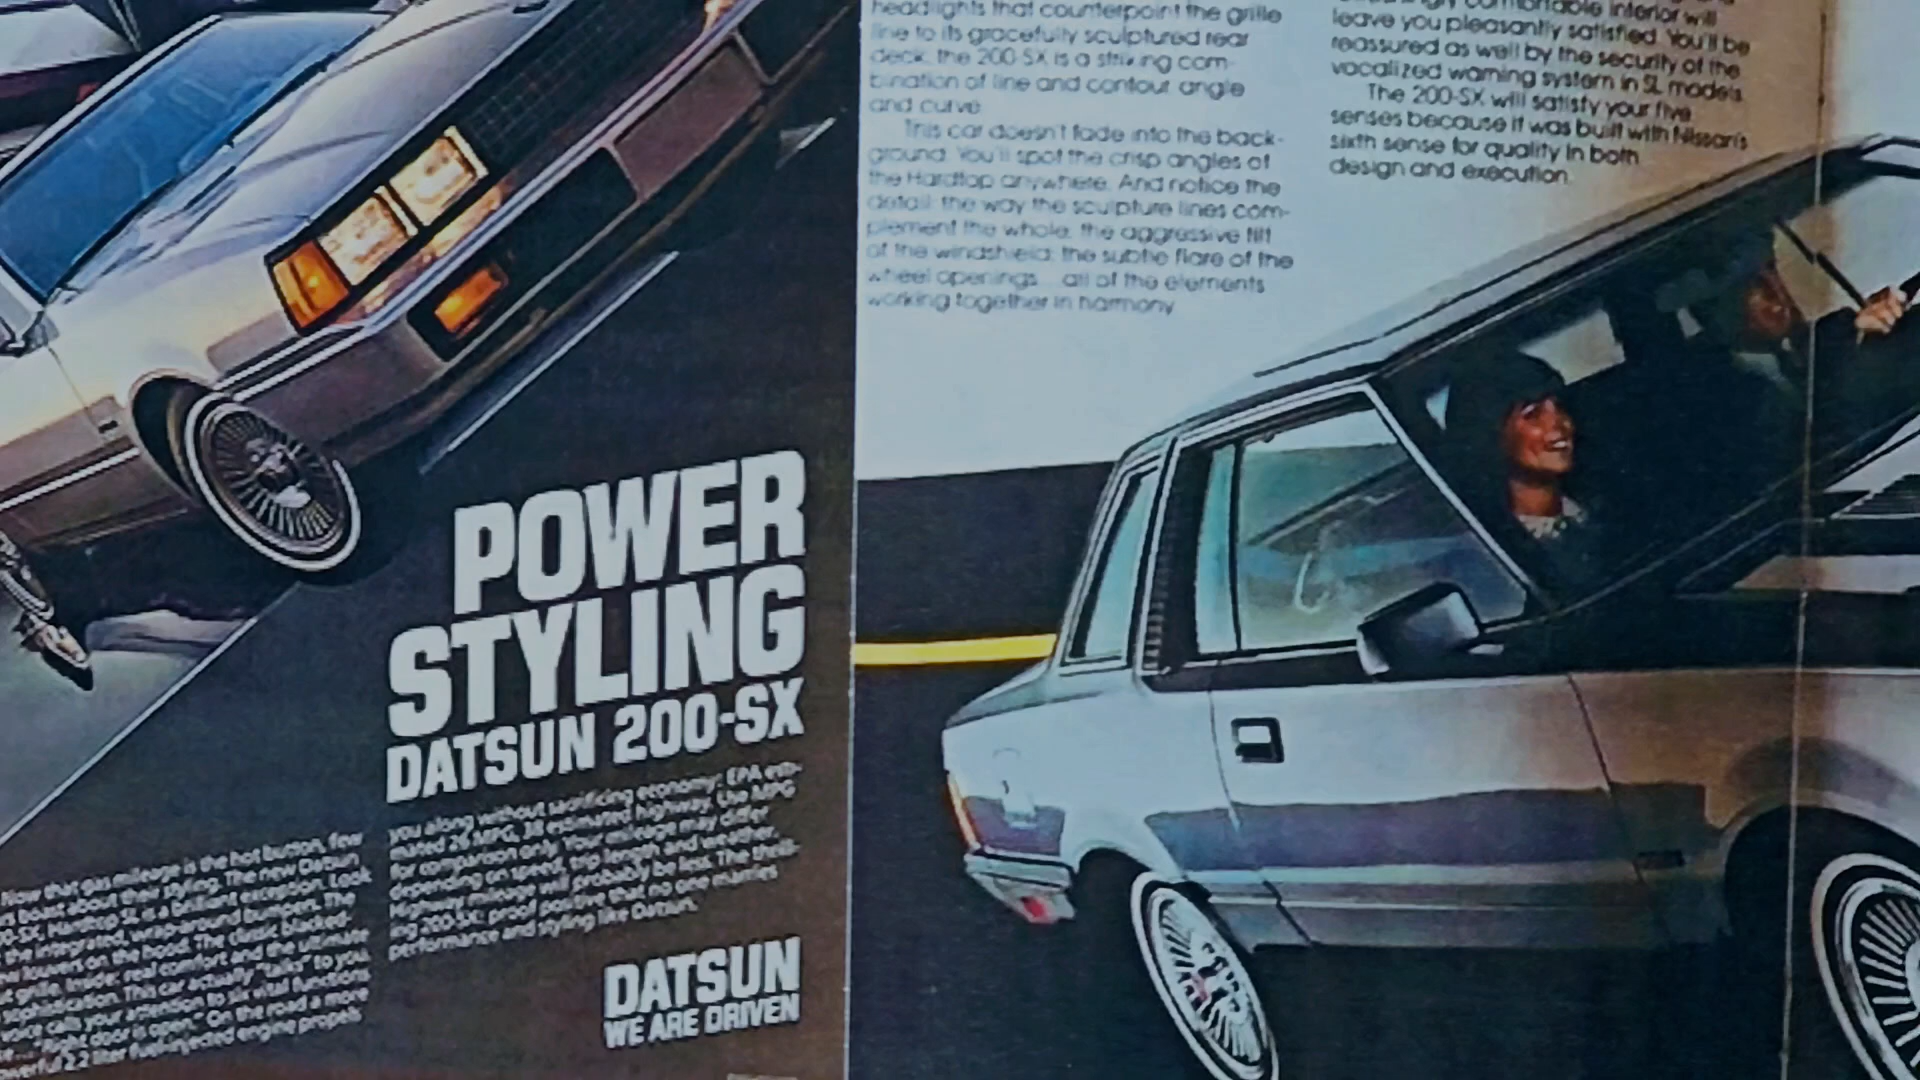 POWER
STYLING
DATSUN 200-SX
Now that gas mileage is the hot button, few
boast about their styling. The new Datsun
SX, Hardtop SL is a brilliant exception. Look
the integrated, wrap-around bumpers. The
louvers on the hood. The classic blacked-
grille. Inside, real comfort and the ultimate
sophistication. This car actually "talks" to you.
voice calls your attention to six vital functions
"Right door is open." On the road a more
powerful 2.2 liter fuel-injected engine propels
you along without sacrificing economy: EPA esti-
mated 26 MPG, 38 estimated highway. Use MPG
for comparison only. Your mileage may differ
depending on speed, trip length and weather.
Highway mileage will probably be less. The thrill-
ing 200-SX: proof positive that no one marries
performance and styling like Datsun.
DATSUN
WE ARE DRIVEN
headlights that counterpoint the grille
line to its gracefully sculptured rear
deck, the 200-SX is a striking com-
bination of line and contour, angle
and curve.
This car doesn't fade into the back-
ground. You'll spot the crisp angles of
the Hardtop anywhere. And notice the
detail: the way the sculpture lines com-
plement the whole; the aggressive tilt
of the windshield; the subtle flare of the
wheel openings... all of the elements
working together in harmony.
comfortable interior will
leave you pleasantly satisfied. You'll be
reassured as well by the security of the
vocalized warning system in SL models.
The 200-SX will satisfy your five
senses because it was built with Nissan's
sixth sense for quality in both
design and execution.